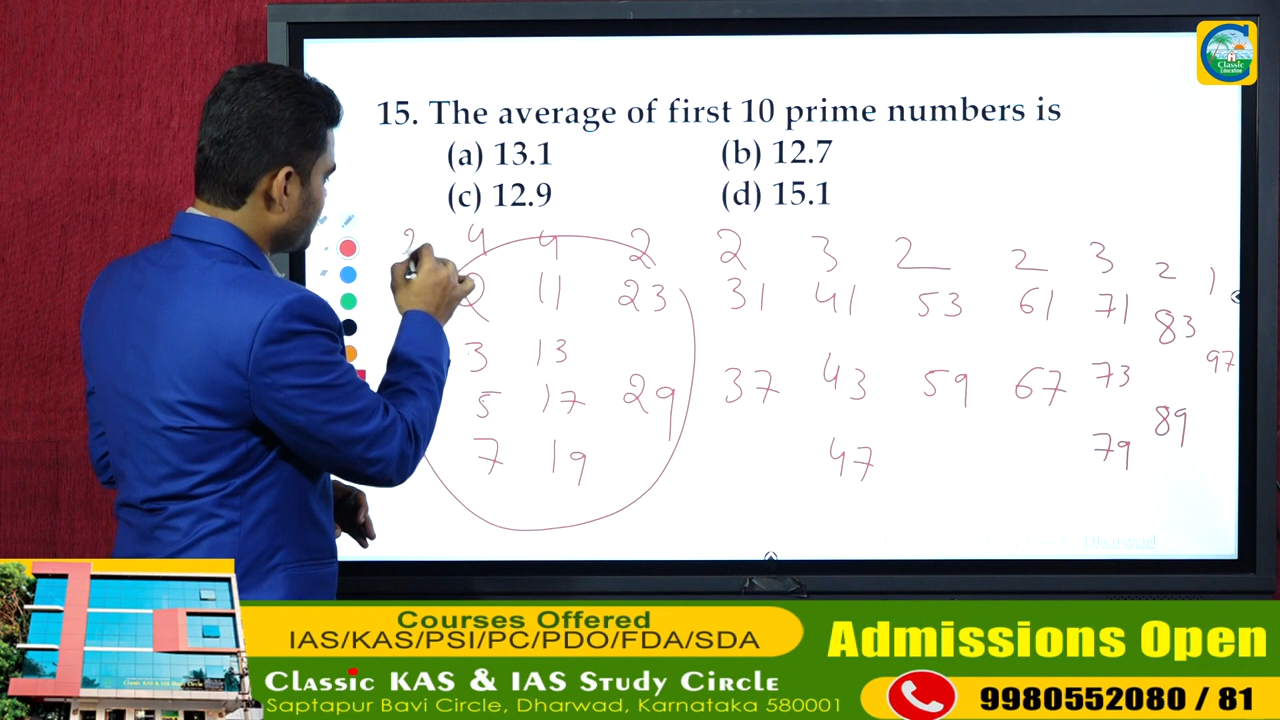 Classic
Education
15. The average of first 10 prime numbers is
(a) 13.1 (b) 12.7
(c) 12.9 (d) 15.1
4 4 2 2 3 2 2 3 2 1
2 11 23 31 41 53 61 71 83
3 13 97
5 17 29 37 43 59 67 73
7 19 47 79 89
Courses Offered
IAS/KAS/PSI/PC/PDO/FDA/SDA
Classic KAS & IAS Study Circle
Saptapur Bavi Circle, Dharwad, Karnataka 580001
Admissions Open
9980552080 / 81